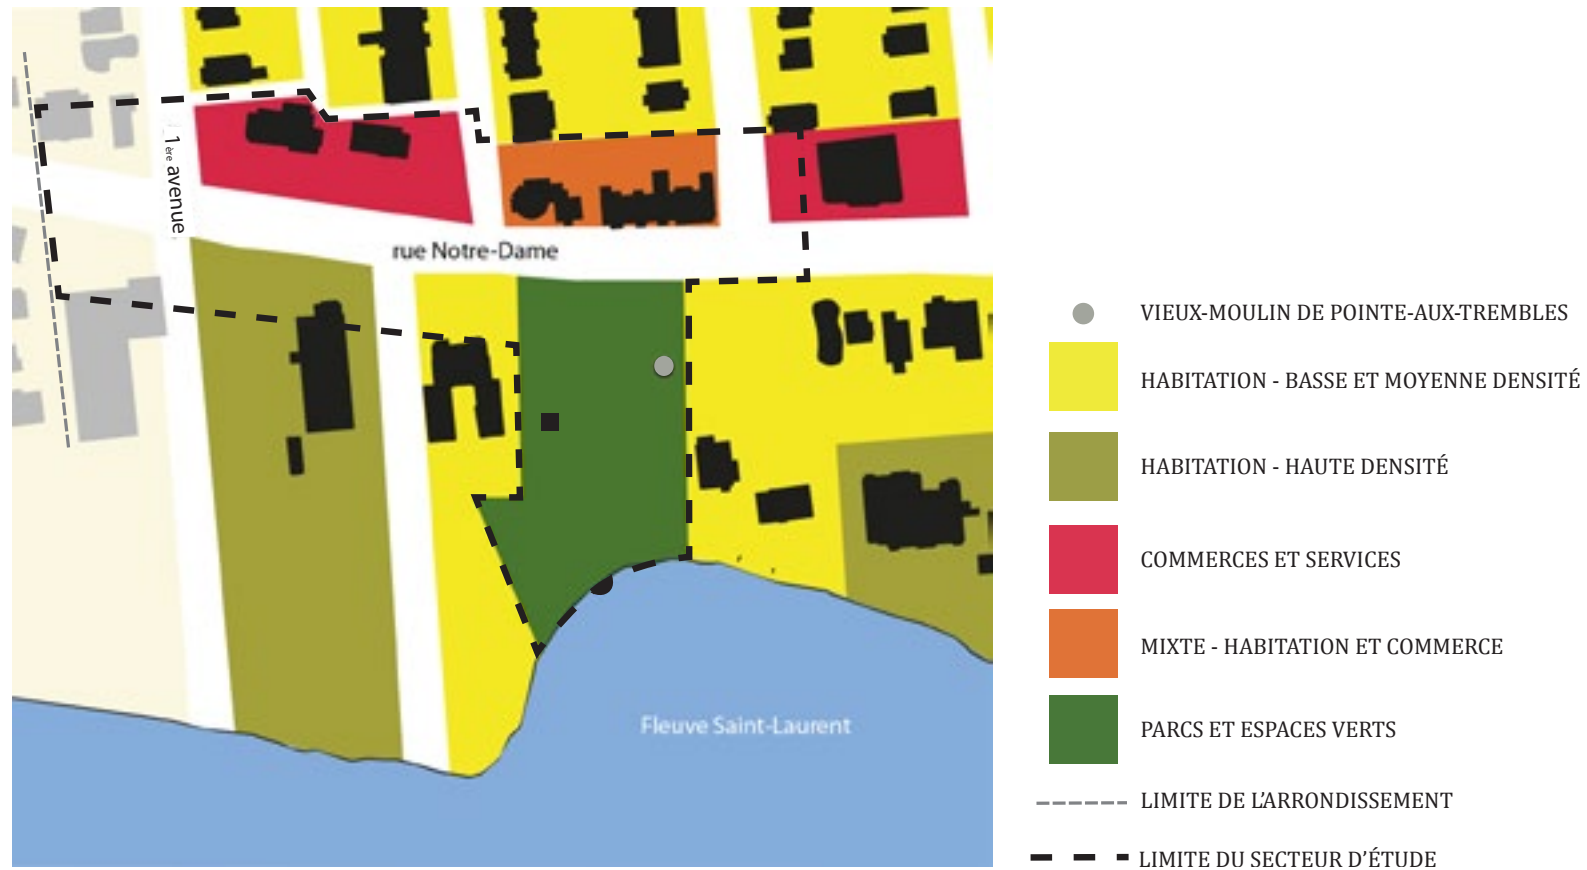 1ère avenue
rue Notre-Dame
Fleuve Saint-Laurent
VIEUX-MOULIN DE POINTE-AUX-TREMBLES
HABITATION - BASSE ET MOYENNE DENSITÉ
HABITATION - HAUTE DENSITÉ
COMMERCES ET SERVICES
MIXTE - HABITATION ET COMMERCE
PARCS ET ESPACES VERTS
LIMITE DE L'ARRONDISSEMENT
LIMITE DU SECTEUR D'ÉTUDE